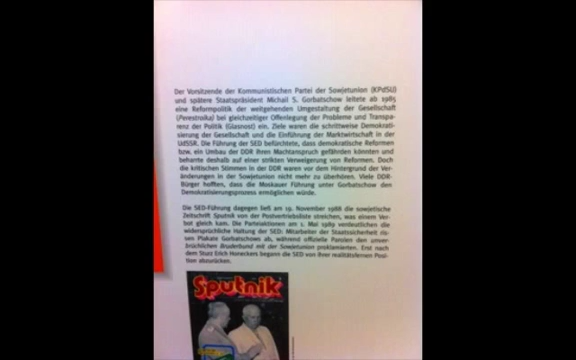 Der Vorsitzende der Kommunistischen Partei der Sowjetunion (KPdSU)
und spätere Staatspräsident Michail S. Gorbatschow leitete ab 1985
eine Reformpolitik der weitgehenden Umgestaltung der Gesellschaft
(Perestroika) bei gleichzeitiger Offenlegung der Probleme und Transpa-
renz der Politik (Glasnost) ein. Ziele waren die schrittweise Demokrati-
sierung der Gesellschaft und die Einführung der Marktwirtschaft in der
UdSSR. Die Führung der SED befürchtete, dass demokratische Reformen
bzw. ein Umbau der DDR ihren Machtanspruch gefährden könnten und
beharrte deshalb auf einer strikten Verweigerung von Reformen. Doch
die kritischen Stimmen in der DDR waren vor dem Hintergrund der Ver-
änderungen in der Sowjetunion nicht mehr zu überhören. Viele DDR-
Bürger hofften, dass die Moskauer Führung unter Gorbatschow den
Demokratisierungsprozess ermöglichen würde.
Die SED-Führung dagegen ließ am 19. November 1988 die sowjetische
Zeitschrift Sputnik von der Postvertriebsliste streichen, was einem Ver-
bot gleich kam. Die Parteiaktionen am 1. Mai 1989 verdeutlichen die
widersprüchliche Haltung der SED: Mitarbeiter der Staatssicherheit ris-
sen Plakate Gorbatschows ab, während offizielle Parolen den unver-
brüchlichen Bruderbund mit der Sowjetunion proklamierten. Erst nach
dem Sturz Erich Honeckers begann die SED von ihrer realitätsfernen Posi-
tion abzurücken.
Sputnik